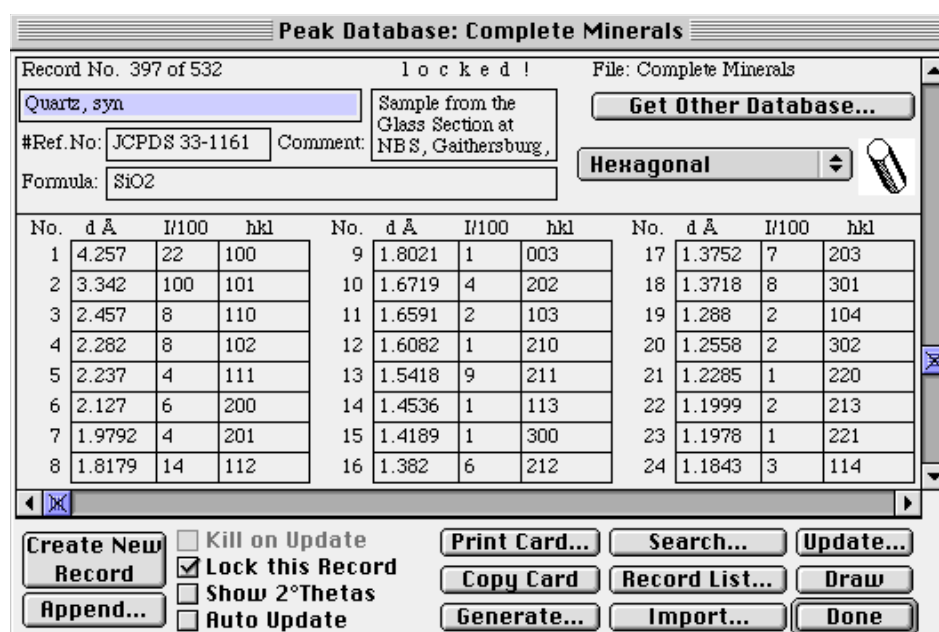 Peak Database: Complete Minerals
Record No. 397 of 532 locked! File: Complete Minerals
Quartz, syn
Get Other Database...
#Ref.No: JCPDS 33-1161 Comment: Sample from the
Glass Section at
NBS, Gaithersburg,
Hexagonal
Formula: SiO2
No. d Å I/100 hkl No. d Å I/100 hkl No. d Å I/100 hkl
1 4.257 22 100 9 1.8021 1 003 17 1.3752 7 203
2 3.342 100 101 10 1.6719 4 202 18 1.3718 8 301
3 2.457 8 110 11 1.6591 2 103 19 1.288 2 104
4 2.282 8 102 12 1.6082 1 210 20 1.2558 2 302
5 2.237 4 111 13 1.5418 9 211 21 1.2285 1 220
6 2.127 6 200 14 1.4536 1 113 22 1.1999 2 213
7 1.9792 4 201 15 1.4189 1 300 23 1.1978 1 221
8 1.8179 14 112 16 1.382 6 212 24 1.1843 3 114
Create New
Record
Append...
Kill on Update
Lock this Record
Show 2°Thetas
Auto Update
Print Card... Search... Update...
Copy Card Record List... Draw
Generate... Import... Done